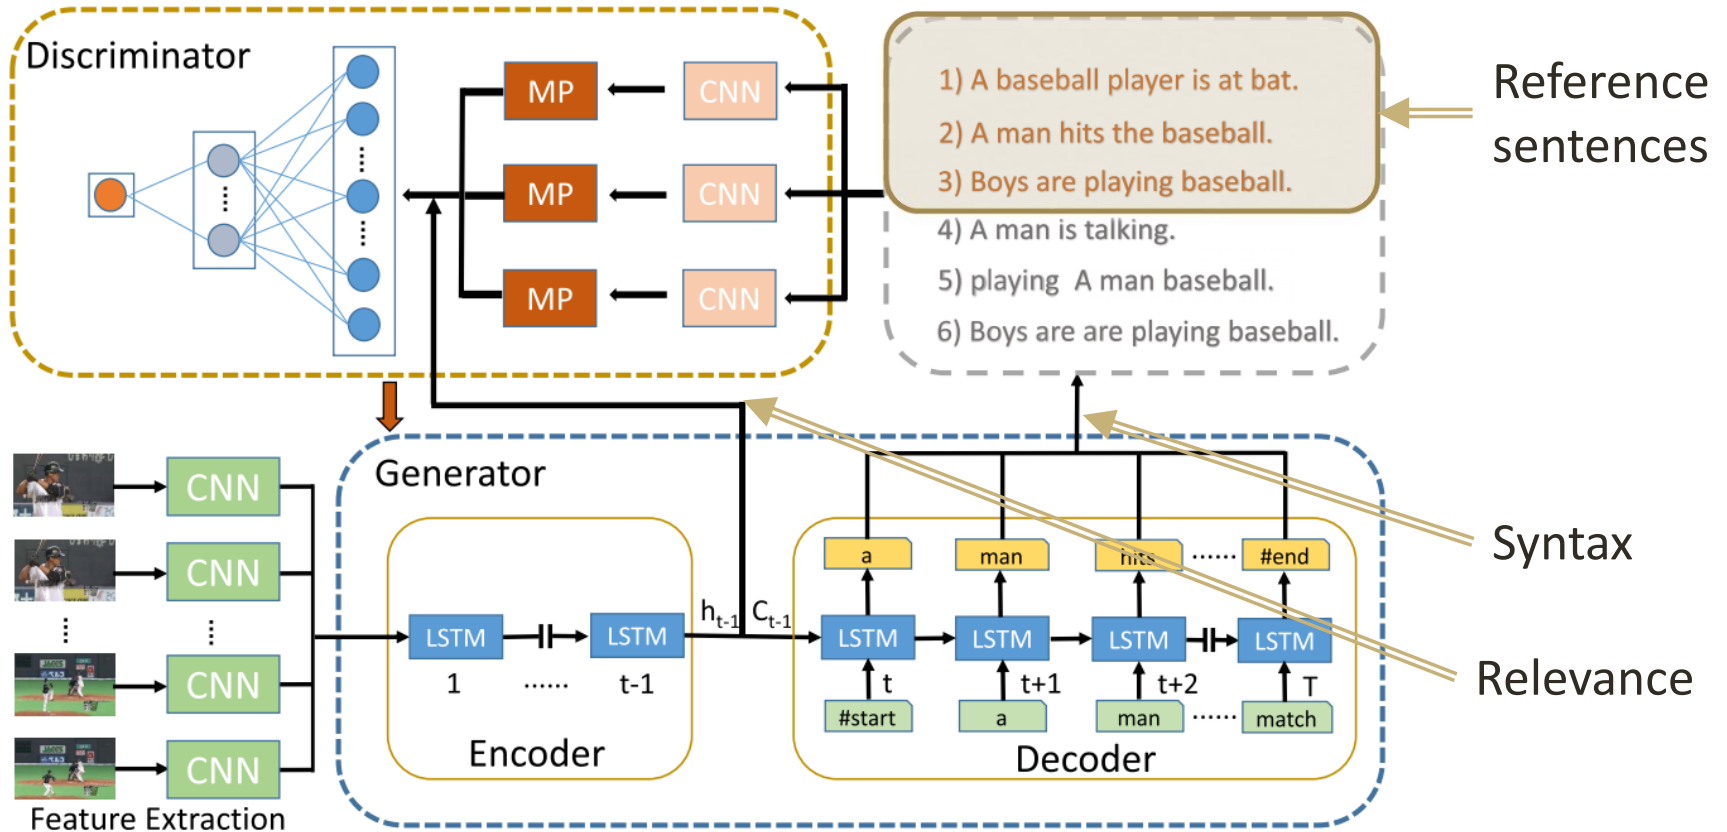 Discriminator
MP
CNN
MP
CNN
MP
CNN
1) A baseball player is at bat.
2) A man hits the baseball.
3) Boys are playing baseball.
4) A man is talking.
5) playing A man baseball.
6) Boys are are playing baseball.
Reference
sentences
Generator
CNN
CNN
CNN
CNN
Feature Extraction
LSTM
LSTM
1 ...... t-1
Encoder
h_{t-1} C_{t-1}
a man hits ...... #end
LSTM LSTM LSTM LSTM
t t+1 t+2 T
#start a man ...... match
Decoder
Syntax
Relevance